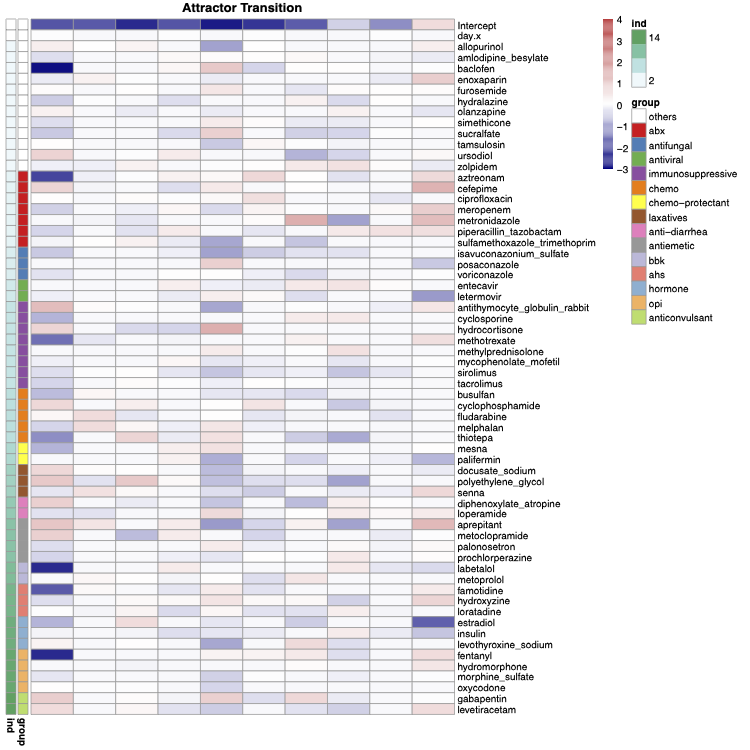 Attractor Transition
Intercept
day.x
allopurinol
amlodipine_besylate
baclofen
enoxaparin
furosemide
hydralazine
olanzapine
simethicone
sucralfate
tamsulosin
ursodiol
zolpidem
aztreonam
cefepime
ciprofloxacin
meropenem
metronidazole
piperacillin_tazobactam
sulfamethoxazole_trimethoprim
isavuconazonium_sulfate
posaconazole
voriconazole
entecavir
letermovir
antithymocyte_globulin_rabbit
cyclosporine
hydrocortisone
methotrexate
methylprednisolone
mycophenolate_mofetil
sirolimus
tacrolimus
busulfan
cyclophosphamide
fludarabine
melphalan
thiotepa
mesna
palifermin
docusate_sodium
polyethylene_glycol
senna
diphenoxylate_atropine
loperamide
aprepitant
metoclopramide
palonosetron
prochlorperazine
labetalol
metoprolol
famotidine
hydroxyzine
loratadine
estradiol
insulin
levothyroxine_sodium
fentanyl
hydromorphone
morphine_sulfate
oxycodone
gabapentin
levetiracetam
ind
group
4
3
2
1
0
−1
−2
−3
ind
14
2
group
others
abx
antifungal
antiviral
immunosuppressive
chemo
chemo−protectant
laxatives
anti−diarrhea
antiemetic
bbk
ahs
hormone
opi
anticonvulsant